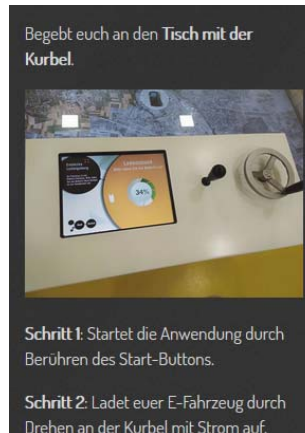 Begebt euch an den Tisch mit der
Kurbel.
34%
Schritt 1: Startet die Anwendung durch
Berühren des Start-Buttons.
Schritt 2: Ladet euer E-Fahrzeug durch
Drehen an der Kurbel mit Strom auf.